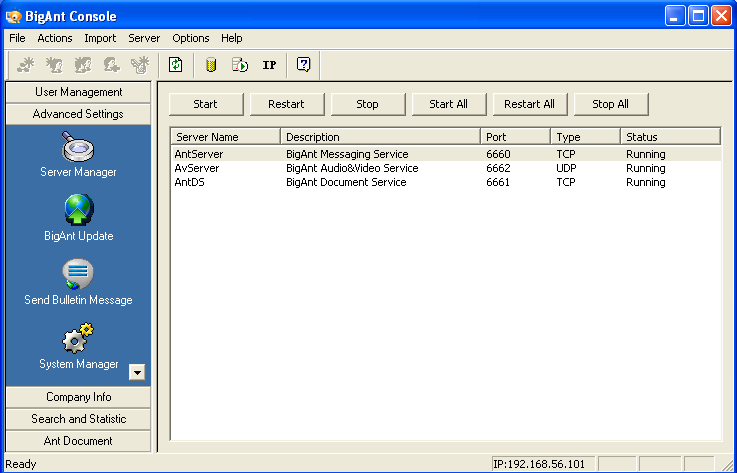 BigAnt Console
File Actions Import Server Options Help
IP
User Management
Advanced Settings
Server Manager
BigAnt Update
Send Bulletin Message
System Manager
Company Info
Search and Statistic
Ant Document
Start Restart Stop Start All Restart All Stop All
Server Name Description Port Type Status
AntServer BigAnt Messaging Service 6660 TCP Running
AvServer BigAnt Audio&Video Service 6662 UDP Running
AntDS BigAnt Document Service 6661 TCP Running
Ready IP:192.168.56.101